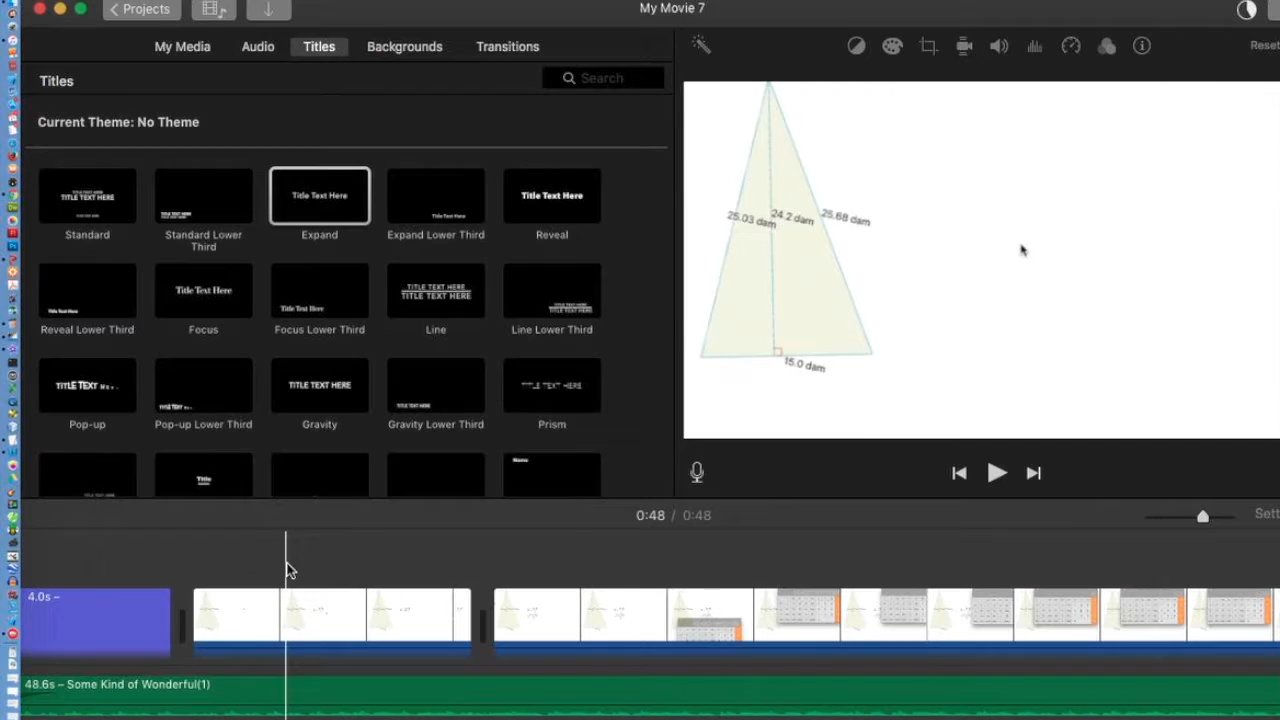 Projects
My Movie 7
My Media Audio Titles Backgrounds Transitions
Reset
Titles
Search
Current Theme: No Theme
TITLE TEXT HERE
Title Text Here
Title Text Here
Title Text Here
Standard
Standard Lower Third
Expand
Expand Lower Third
Reveal
Title Text Here
Title Text Here
TITLE TEXT HERE
Reveal Lower Third
Focus
Focus Lower Third
Line
Line Lower Third
TITLE TEXT HERE
Pop-up
Pop-up Lower Third
Gravity
Gravity Lower Third
Prism
Title
Name
25.03 dam
24.2 dam
25.68 dam
15.0 dam
0:48 / 0:48
4.0s –
48.6s – Some Kind of Wonderful(1)